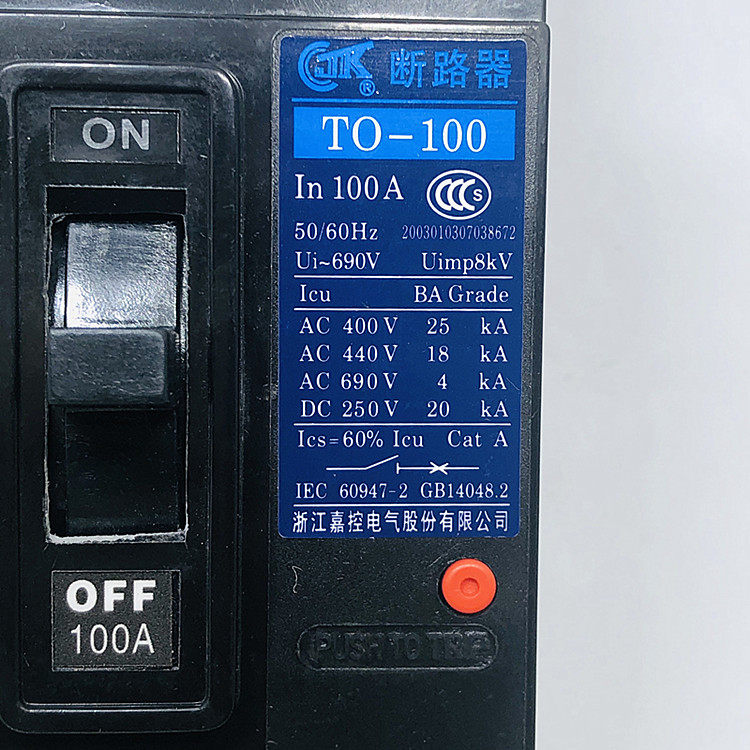 ON
OFF
100A
CJK® 断路器
TO-100
In 100A CCCS
50/60Hz 2003010307038672
Ui~690V Uimp8kV
Icu BA Grade
AC 400V 25 kA
AC 440V 18 kA
AC 690V 4 kA
DC 250V 20 kA
Ics=60% Icu Cat A
IEC 60947-2 GB14048.2
浙江嘉控电气股份有限公司
PUSH TO TRIP